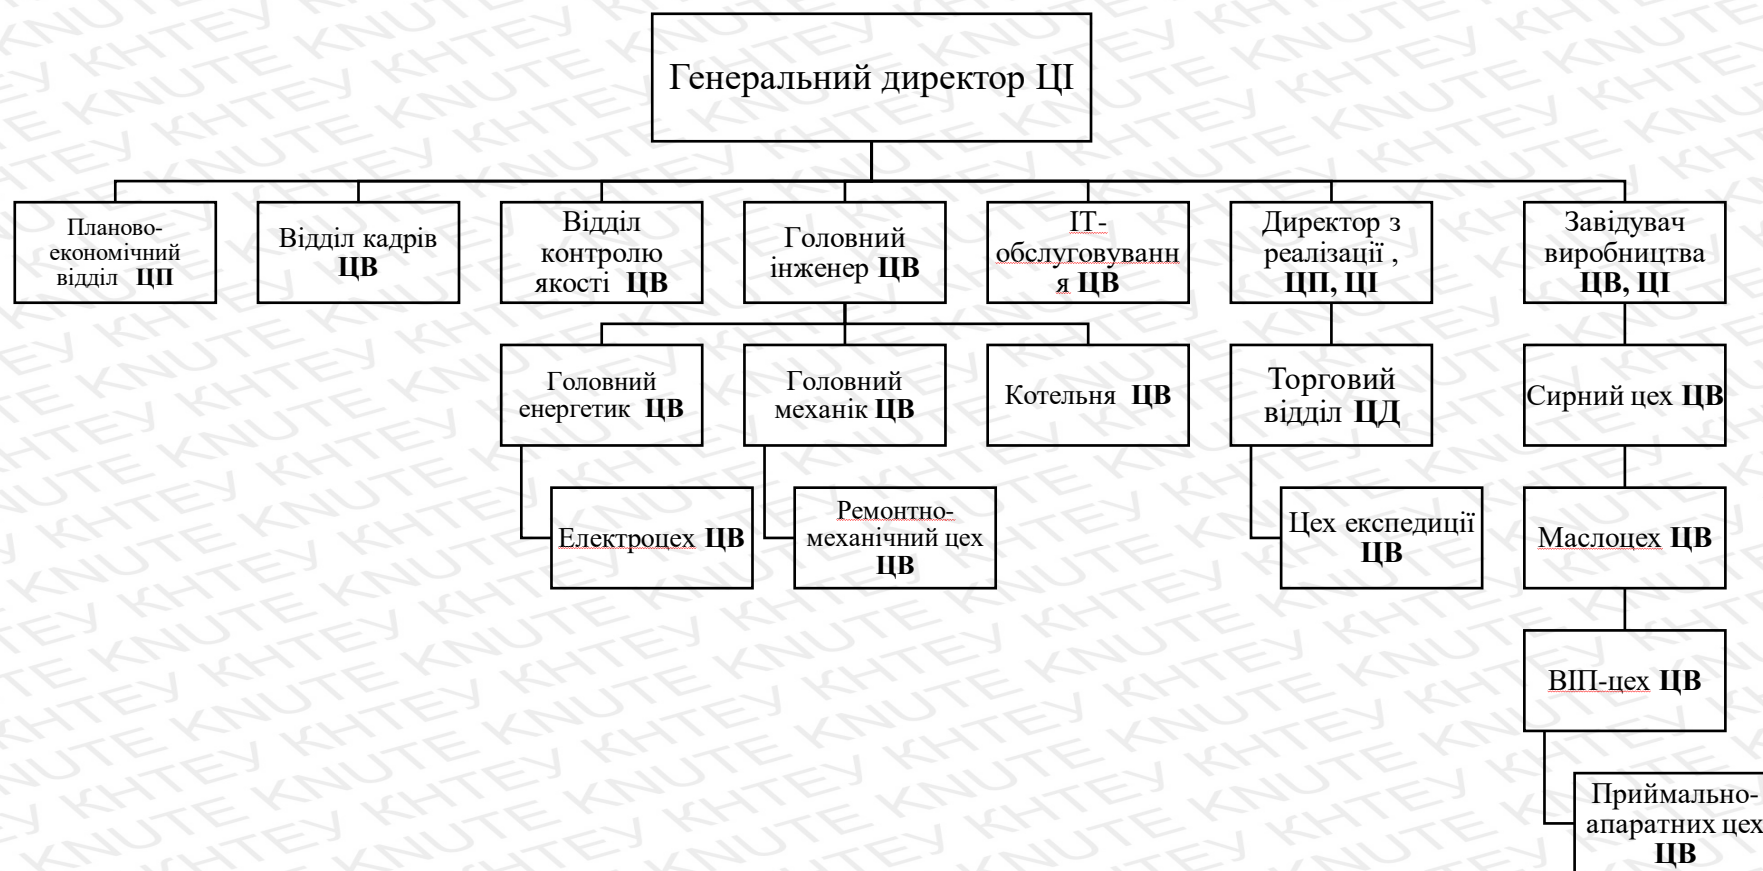 Генеральний директор ЦІ
Планово-
економічний
відділ ЦП
Відділ кадрів
ЦВ
Відділ
контролю
якості ЦВ
Головний
інженер ЦВ
ІТ-
обслуговуванн
я ЦВ
Директор з
реалізації ,
ЦП, ЦІ
Завідувач
виробництва
ЦВ, ЦІ
Головний
енергетик ЦВ
Головний
механік ЦВ
Котельня ЦВ
Торговий
відділ ЦД
Сирний цех ЦВ
Електроцех ЦВ
Ремонтно-
механічний цех
ЦВ
Цех експедиції
ЦВ
Маслоцех ЦВ
ВІП-цех ЦВ
Приймально-
апаратних цех
ЦВ